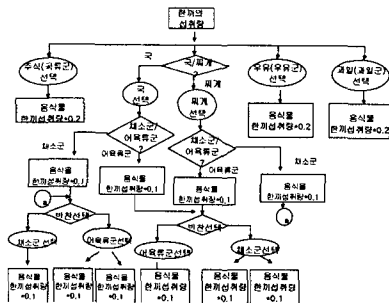 한끼의
섭취량
주식(곡류군)
선택
국
국/찌개
?
찌개
우유(우유군)
선택
과일(과일군)
선택
국
선택
찌개
선택
음식물
한끼섭취량*0.2
음식물
한끼섭취량*0.2
음식물
한끼섭취량*0.2
채소군/
어육류군
?
채소군/
어육류군
?
채소군
어육류군
어육류군
채소군
음식물
한끼섭취량*0.1
음식물
한끼섭취량*0.1
음식물
한끼섭취량*0.1
음식물
한끼섭취량*0.1
반찬선택
반찬선택
채소군 선택
어육류군선택
어육류군선택
채소군선택
음식물
한끼섭취량
*0.1
음식물
한끼섭취량
*0.1
음식물
한끼섭취량
*0.1
음식물
한끼섭취량
*0.1
음식물
한끼섭취량
*0.1
음식물
한끼섭취량
*0.1